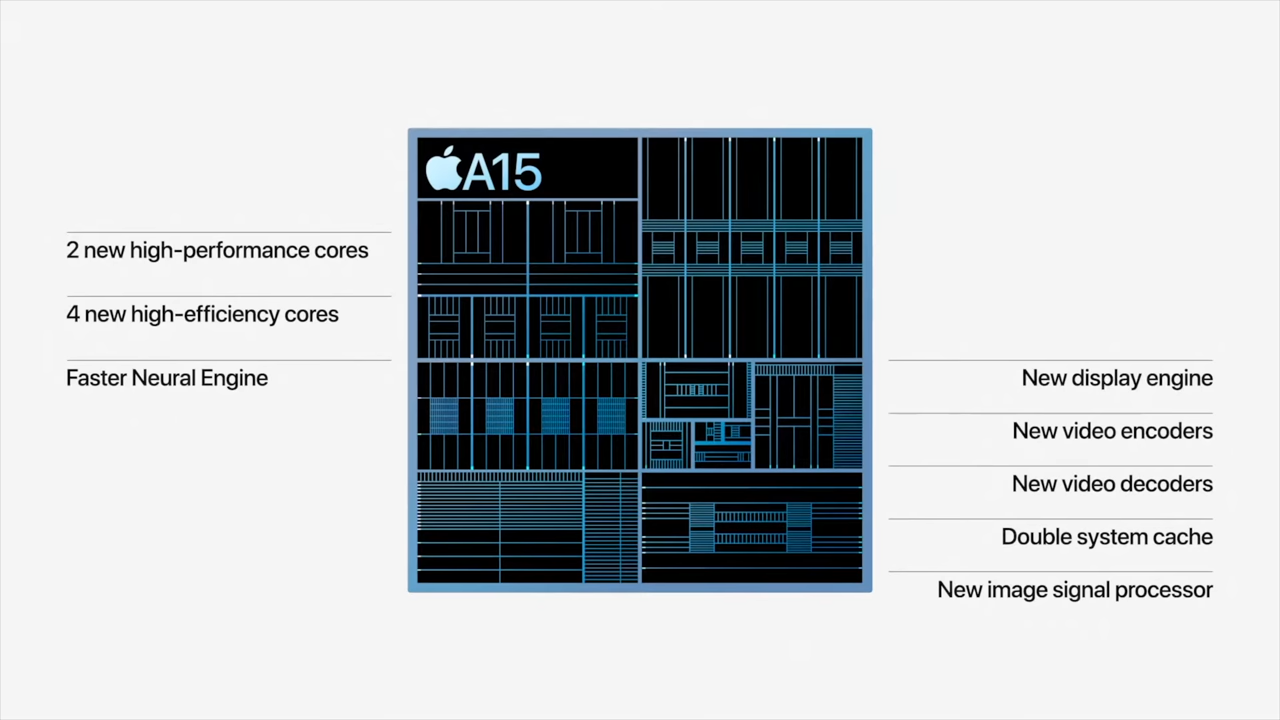 A15
2 new high-performance cores
4 new high-efficiency cores
Faster Neural Engine
New display engine
New video encoders
New video decoders
Double system cache
New image signal processor